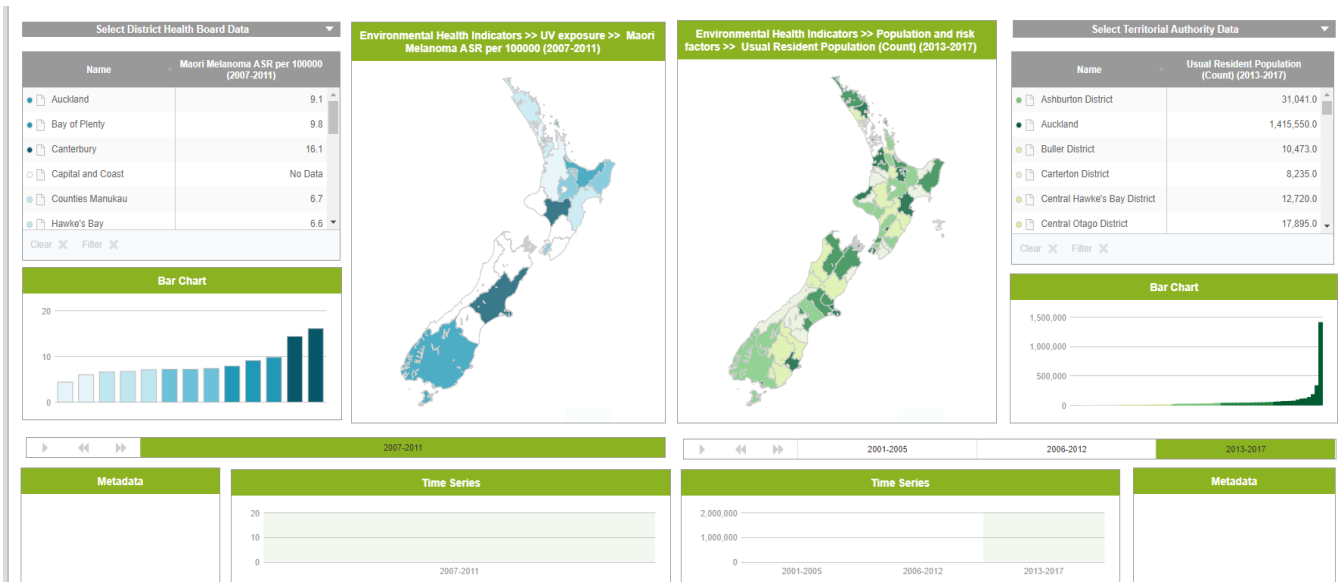 Select District Health Board Data
Name
Maori Melanoma ASR per 100000
(2007-2011)
Auckland 9.1
Bay of Plenty 9.8
Canterbury 16.1
Capital and Coast No Data
Counties Manukau 6.7
Hawke's Bay 6.6
Clear Filter
Bar Chart
20
10
0
Environmental Health Indicators >> UV exposure >> Maori
Melanoma ASR per 100000 (2007-2011)
Environmental Health Indicators >> Population and risk
factors >> Usual Resident Population (Count) (2013-2017)
Select Territorial Authority Data
Name
Usual Resident Population
(Count) (2013-2017)
Ashburton District 31,041.0
Auckland 1,415,550.0
Buller District 10,473.0
Carterton District 8,235.0
Central Hawke's Bay District 12,720.0
Central Otago District 17,895.0
Clear Filter
Bar Chart
1,500,000
1,000,000
500,000
0
2007-2011
2001-2005 2006-2012 2013-2017
Metadata
Time Series
20
10
0
2007-2011
Time Series
2,000,000
1,000,000
0
2001-2005 2006-2012 2013-2017
Metadata